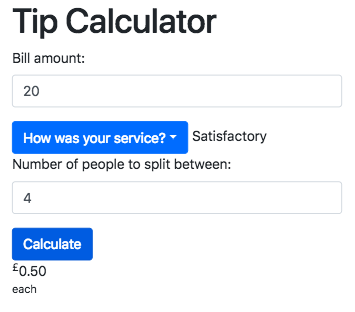 Tip Calculator
Bill amount:
20
How was your service? Satisfactory
Number of people to split between:
4
Calculate
£0.50
each